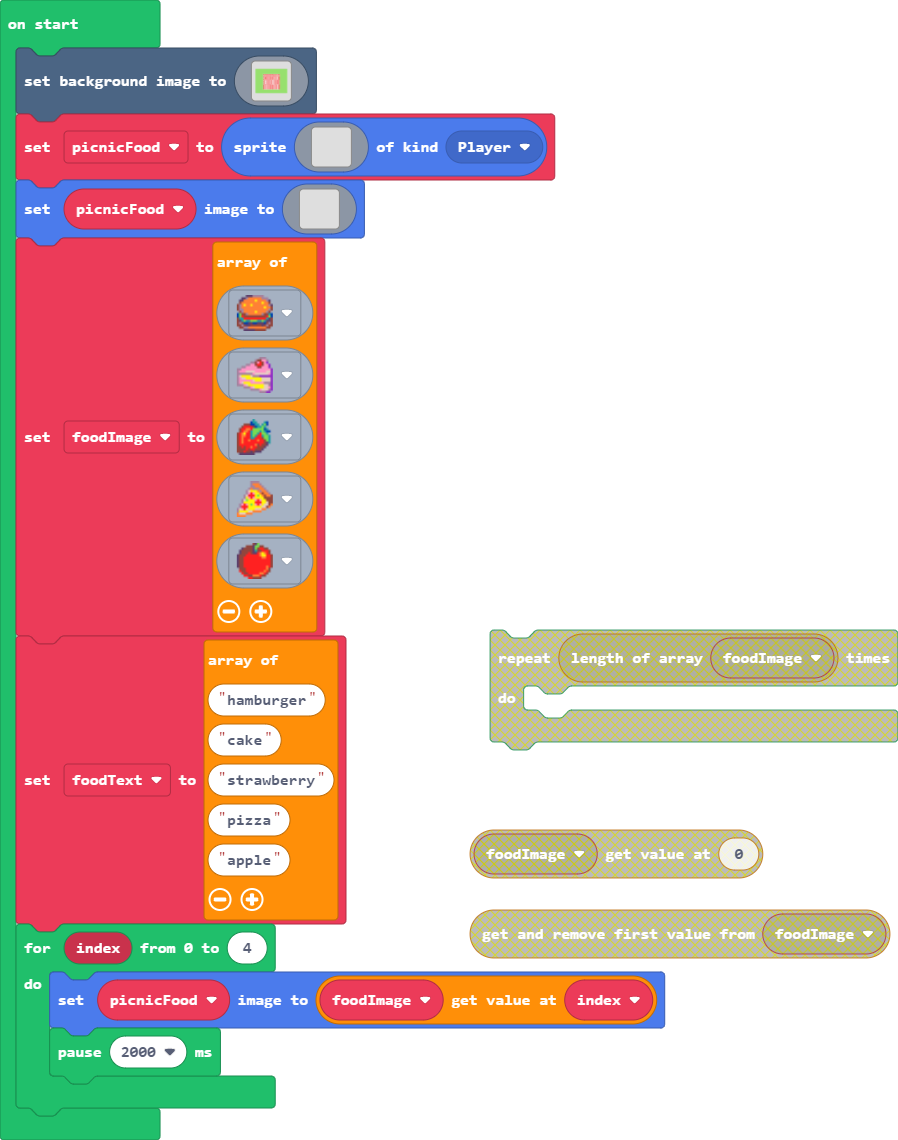 on start
set background image to
set picnicFood to sprite of kind Player
set picnicFood image to
array of
set foodImage to
array of
"hamburger"
"cake"
"strawberry"
set foodText to
"pizza"
"apple"
for index from 0 to 4
do
set picnicFood image to foodImage get value at index
pause 2000 ms
repeat length of array foodImage times
do
foodImage get value at 0
get and remove first value from foodImage